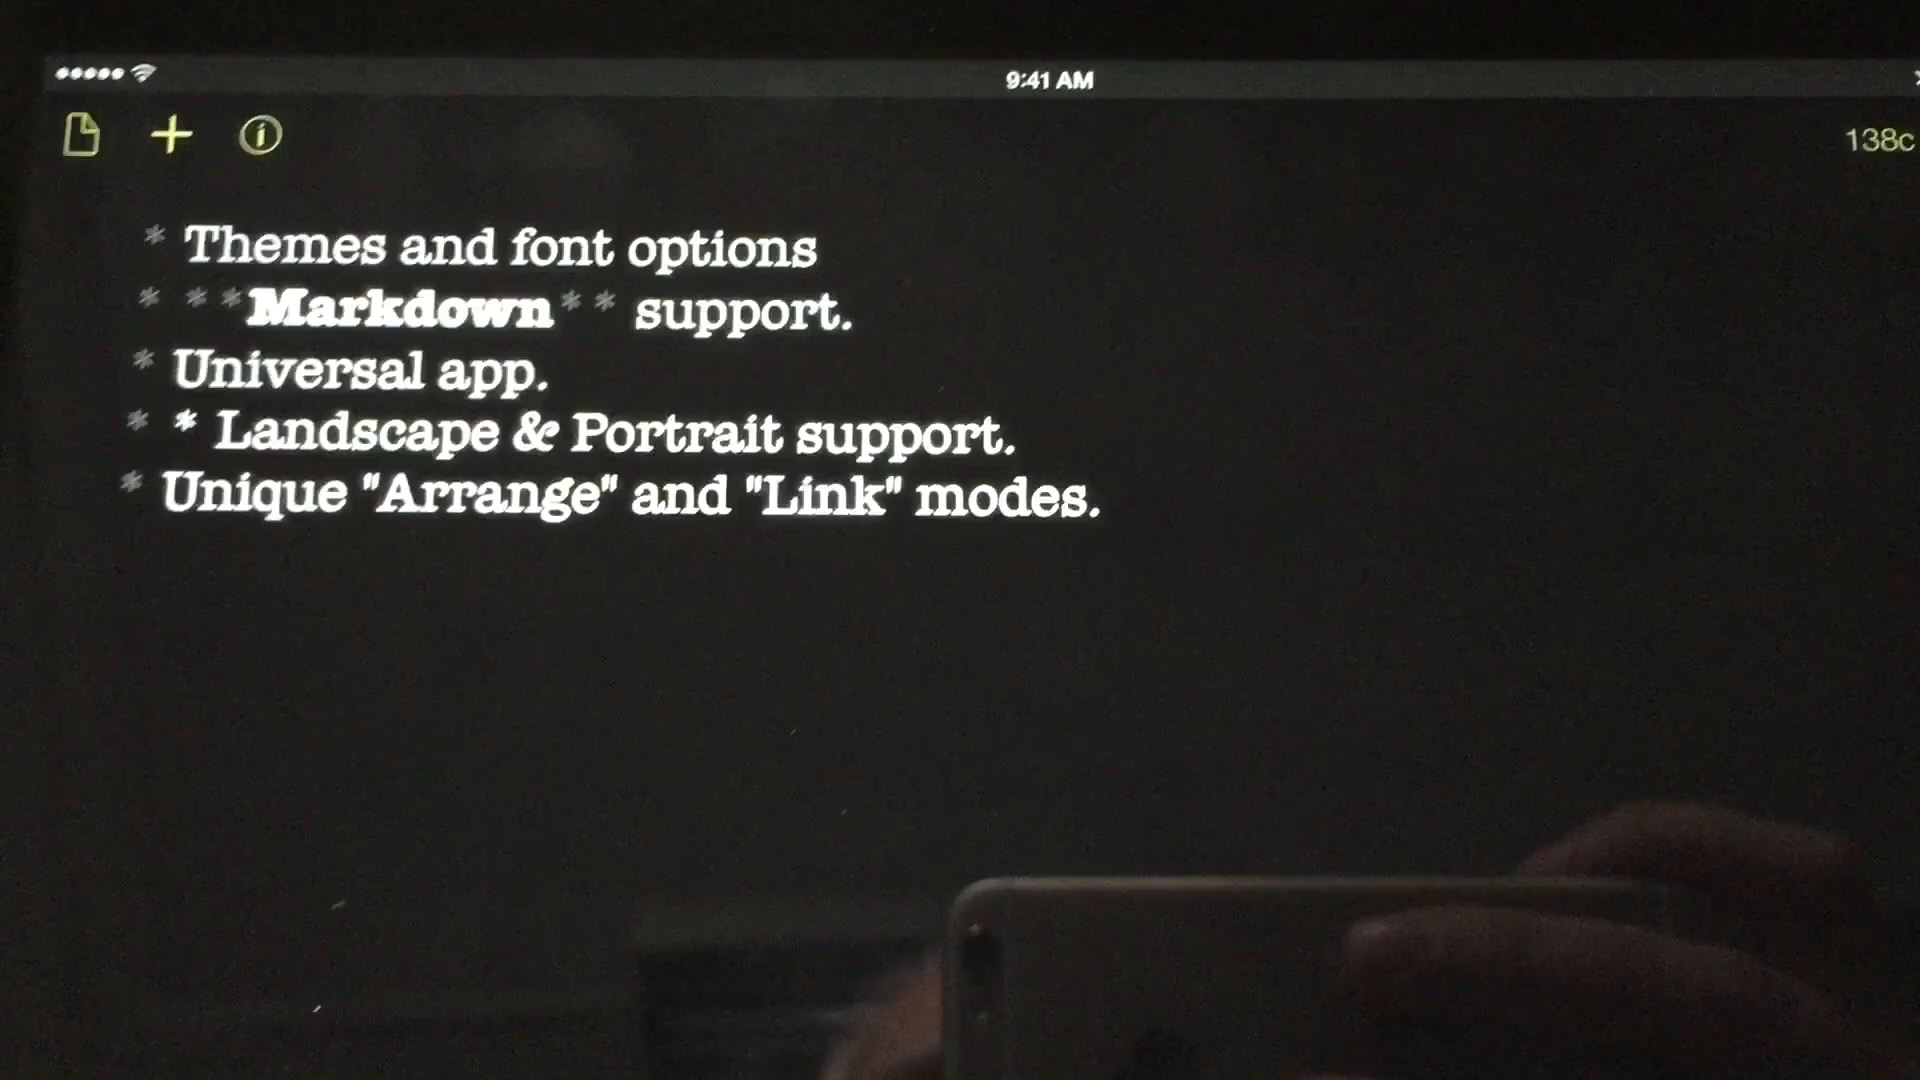 9:41 AM
138c
* Themes and font options
* **Markdown** support.
* Universal app.
* * Landscape & Portrait support.
* Unique "Arrange" and "Link" modes.